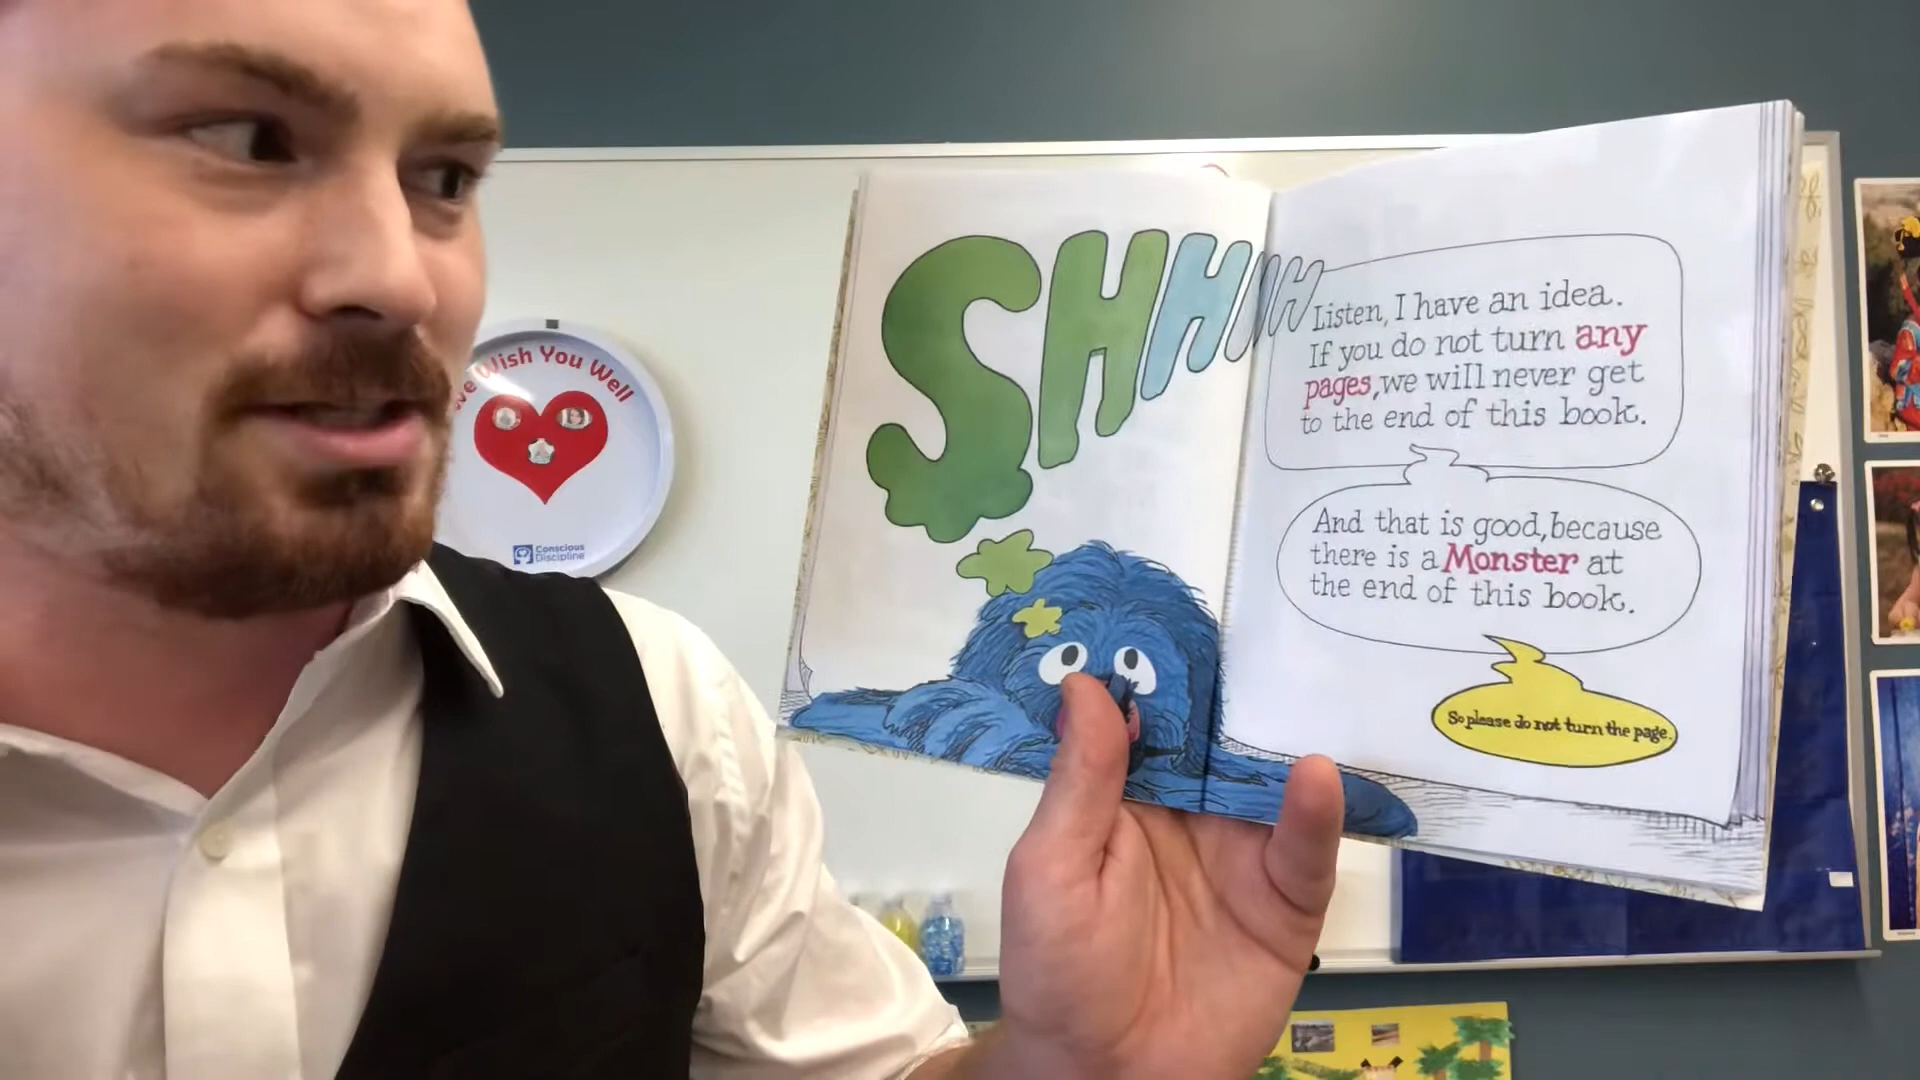 We Wish You Well
Conscious
Discipline
SHHHHH
Listen, I have an idea.
If you do not turn any
pages, we will never get
to the end of this book.
And that is good, because
there is a Monster at
the end of this book.
So please do not turn the page.